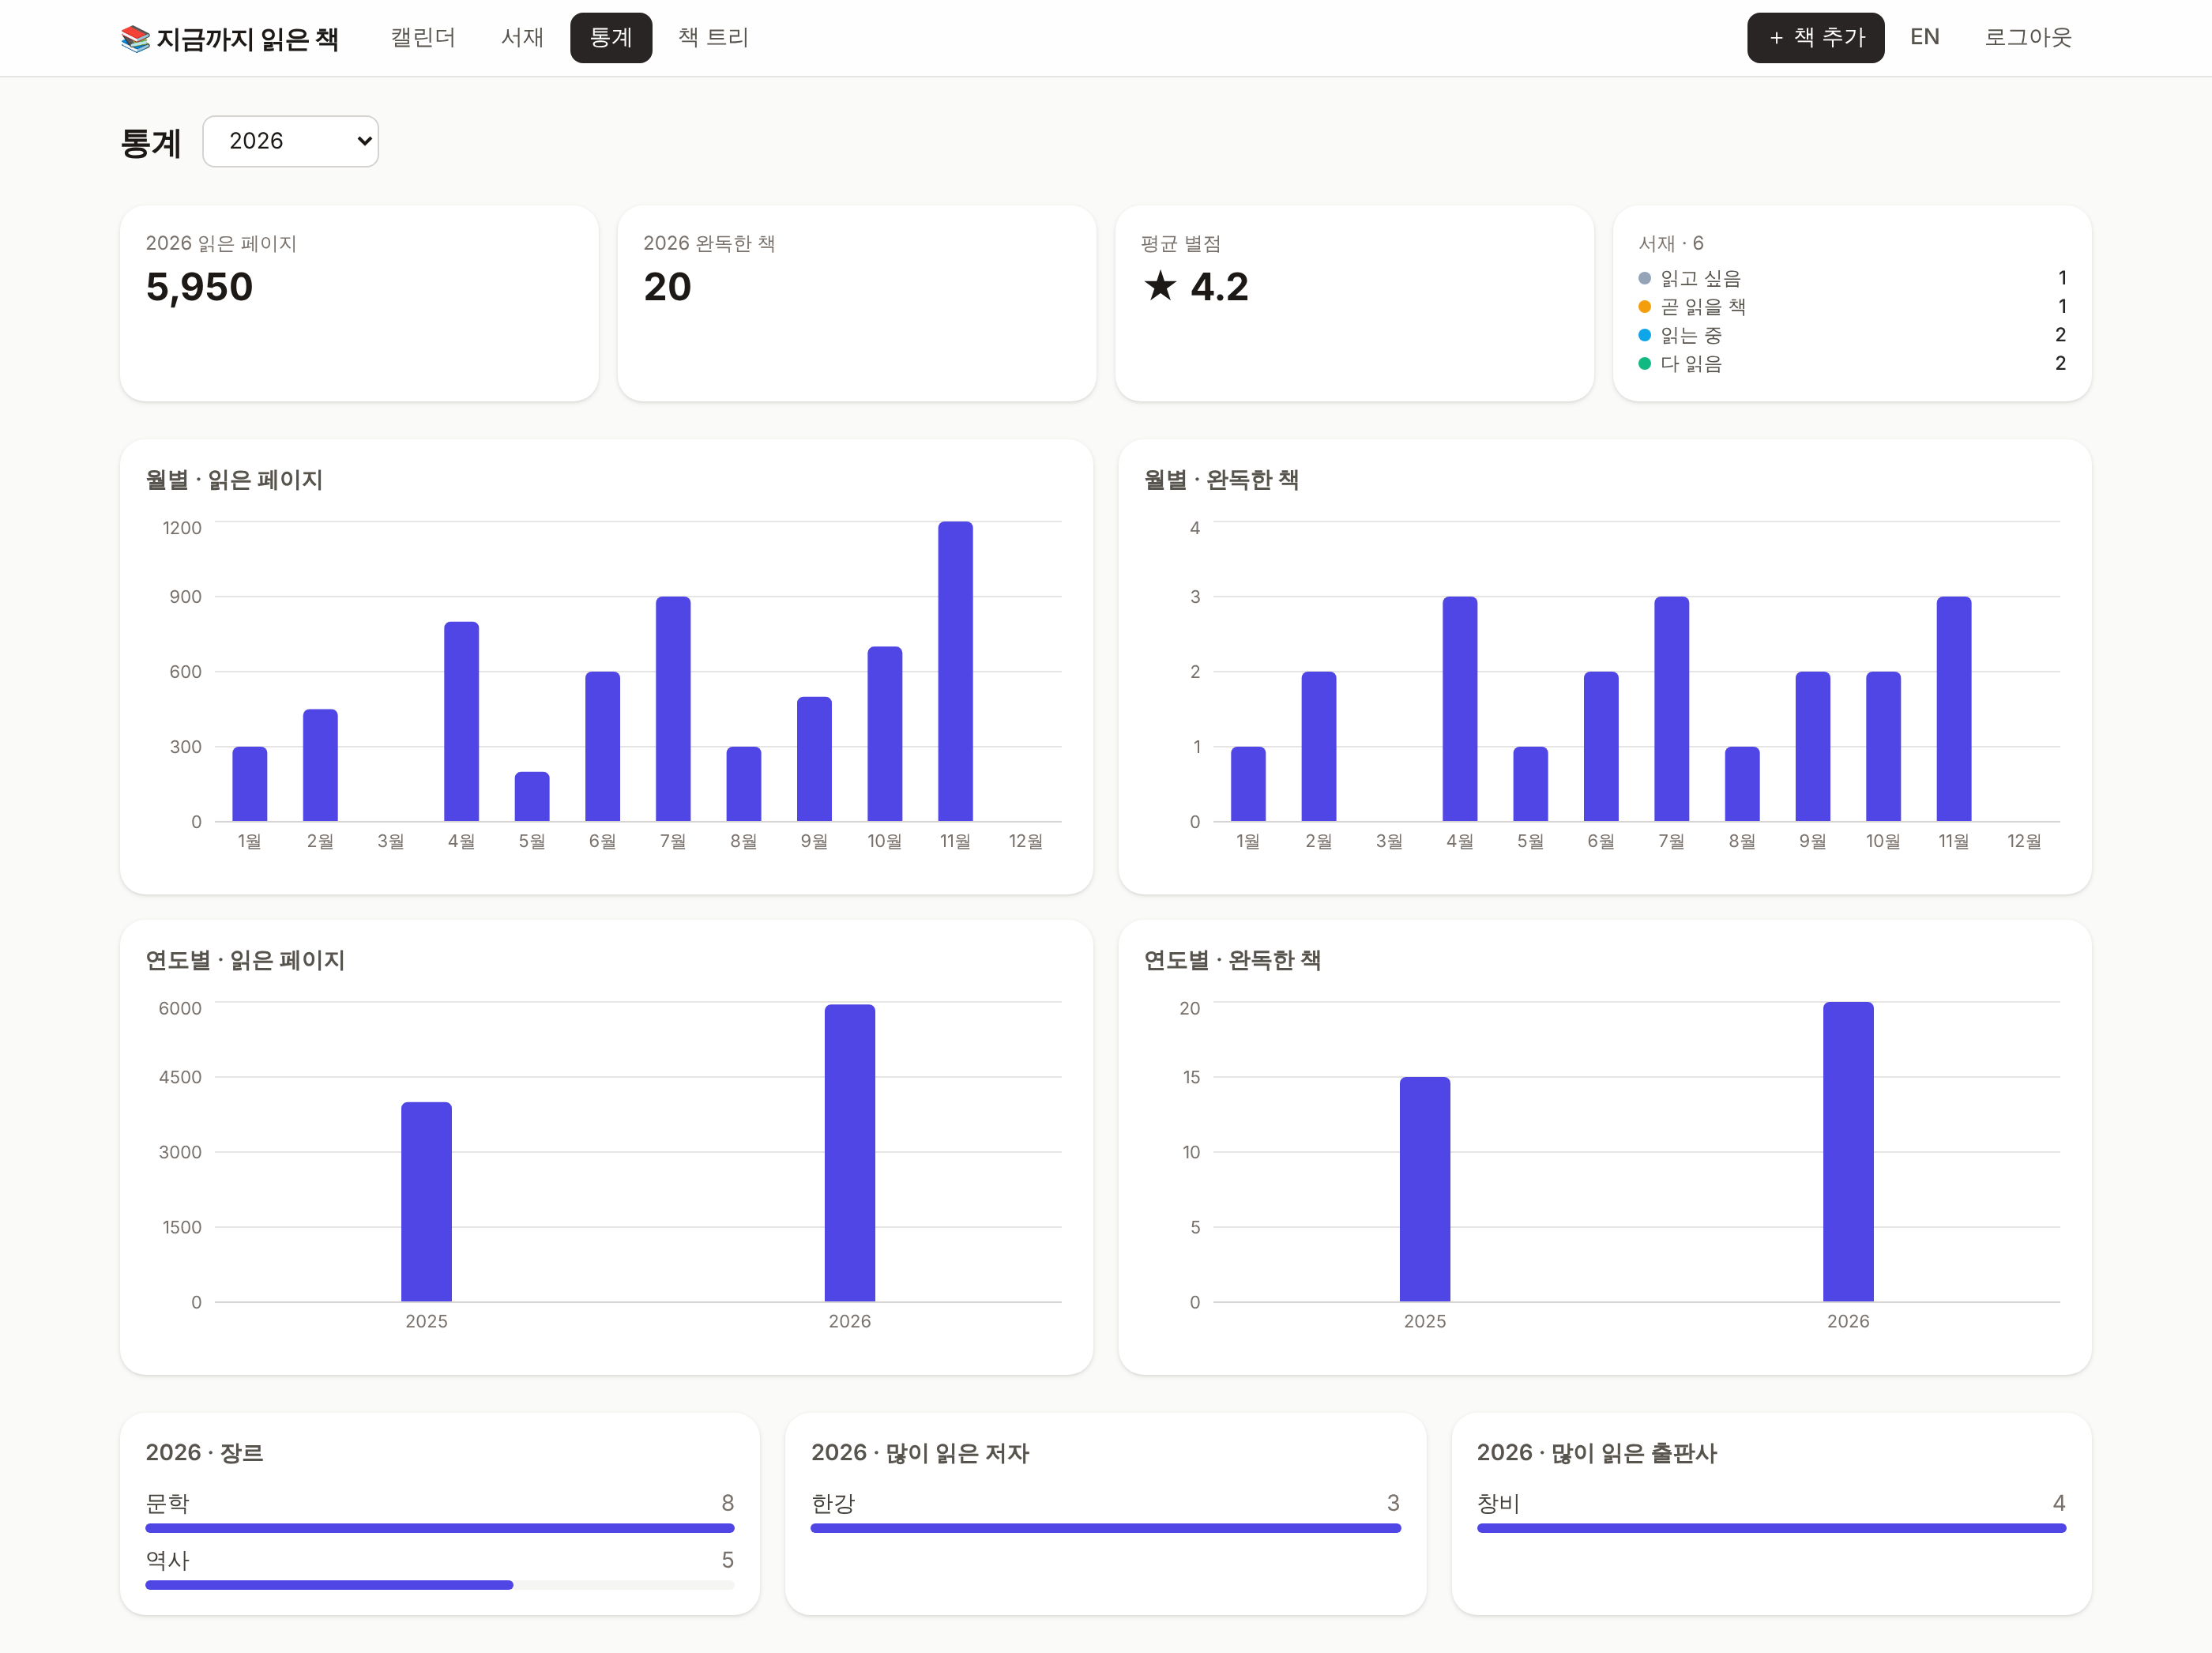 📚 지금까지 읽은 책 캘린더 서재 통계 책 트리 + 책 추가 EN 로그아웃
통계 2026
2026 읽은 페이지
5,950
2026 완독한 책
20
평균 별점
★ 4.2
서재 · 6
읽고 싶음 1
곧 읽을 책 1
읽는 중 2
다 읽음 2
월별 · 읽은 페이지
1200
900
600
300
0
1월 2월 3월 4월 5월 6월 7월 8월 9월 10월 11월 12월
월별 · 완독한 책
4
3
2
1
0
1월 2월 3월 4월 5월 6월 7월 8월 9월 10월 11월 12월
연도별 · 읽은 페이지
6000
4500
3000
1500
0
2025 2026
연도별 · 완독한 책
20
15
10
5
0
2025 2026
2026 · 장르
문학 8
역사 5
2026 · 많이 읽은 저자
한강 3
2026 · 많이 읽은 출판사
창비 4